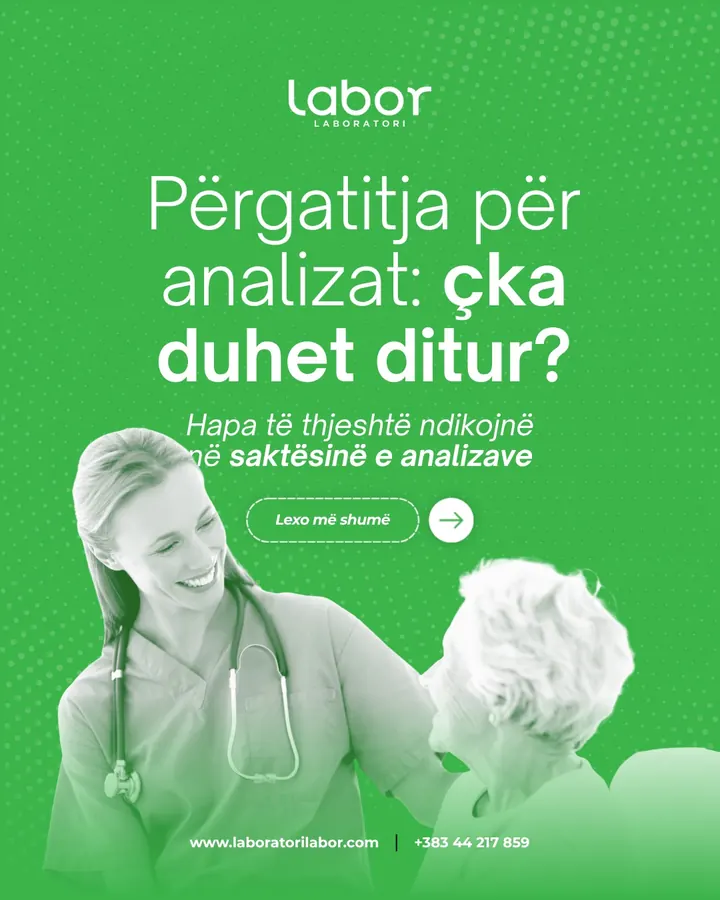 labor
LABORATORI
Përgatitja për
analizat: çka
duhet ditur?
Hapa të thjeshtë ndikojnë
në saktësinë e analizave
Lexo më shumë
www.laboratorilabor.com | +383 44 217 859